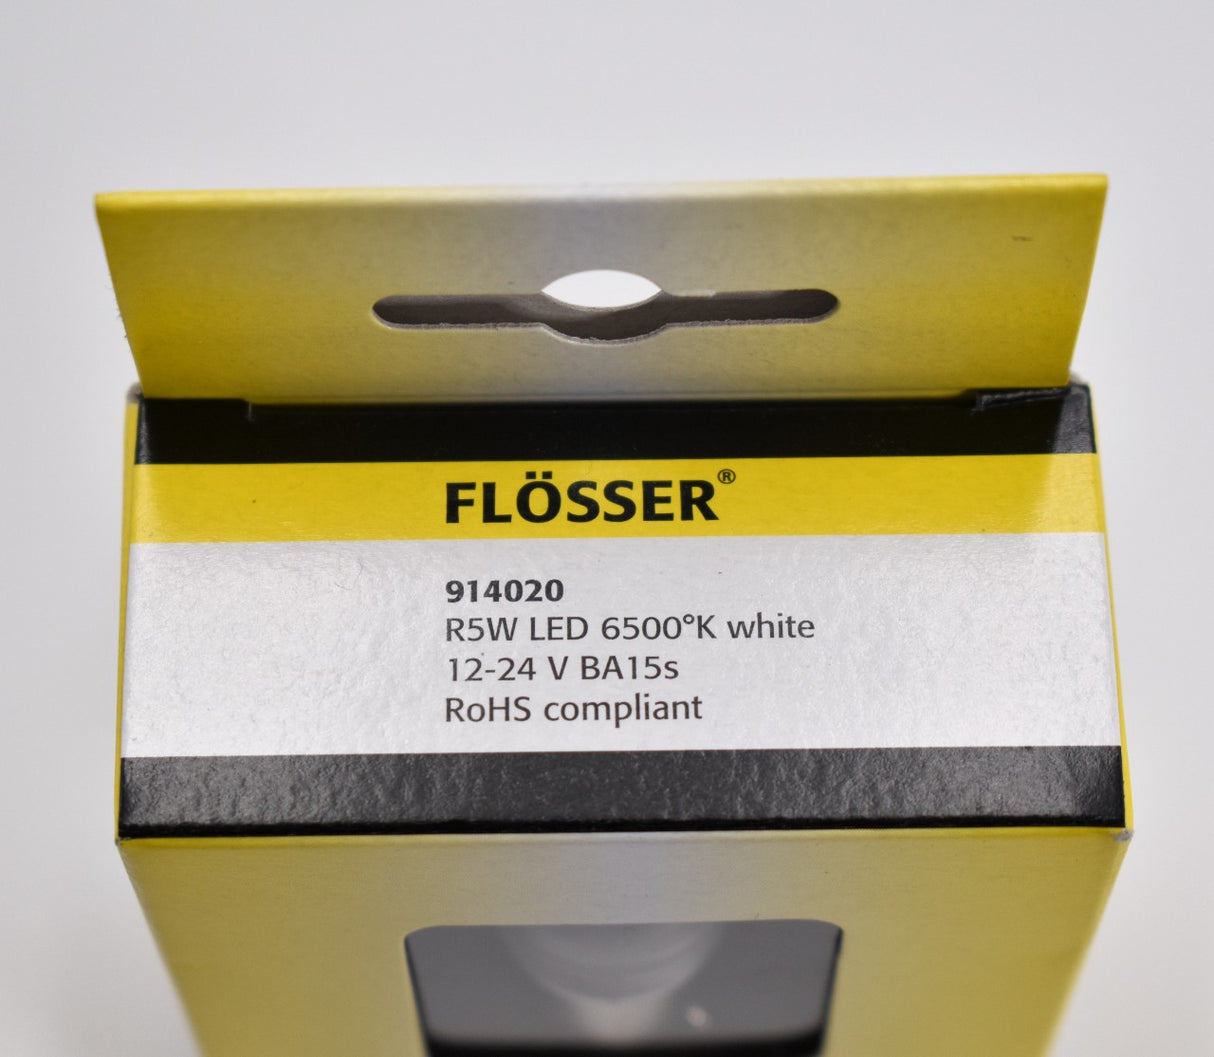 FLÖSSER®
914020
R5W LED 6500°K white
12-24 V BA15s
RoHS compliant